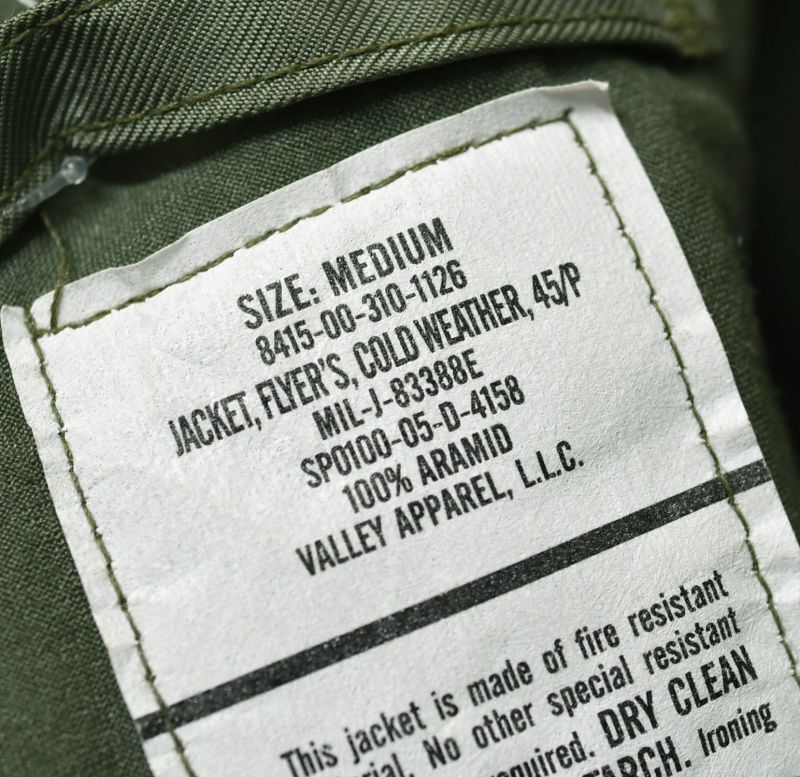 SIZE: MEDIUM
8415-00-310-1126
JACKET, FLYER'S, COLD WEATHER, 45/P
MIL-J-83388E
SP0100-05-D-4158
100% ARAMID
VALLEY APPAREL, L.L.C.
This jacket is made of fire resistant
No other special resistant
required. DRY CLEAN
Ironing